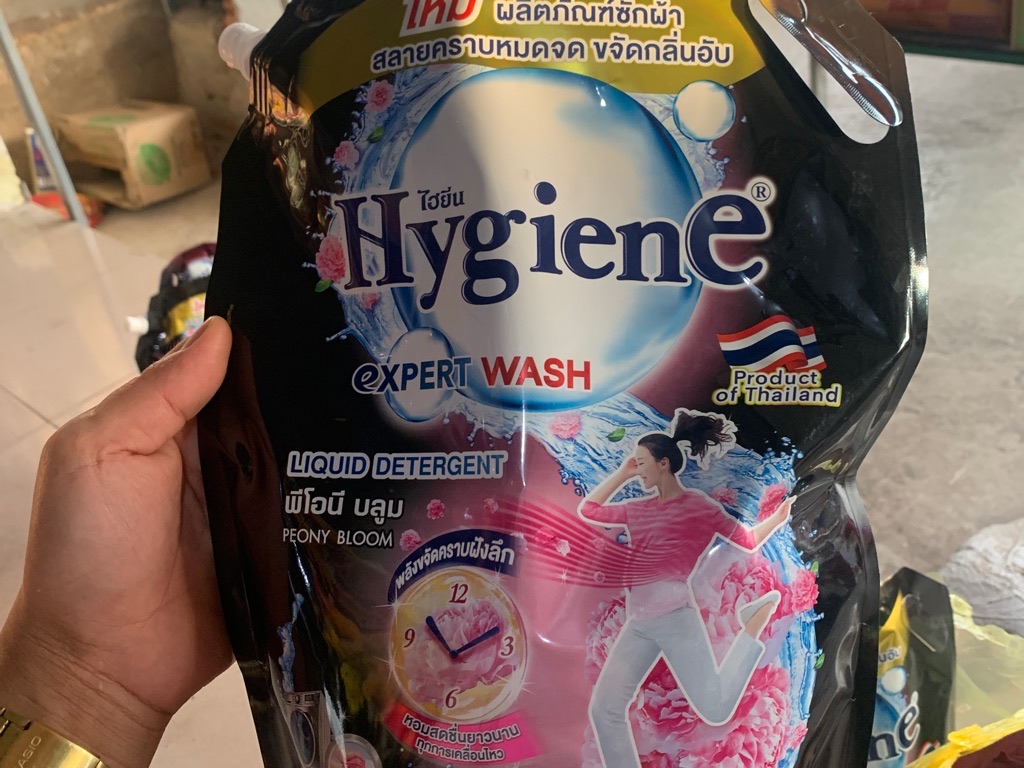 ใหม่
ผลิตภัณฑ์ซักผ้า
สลายคราบหมดจด ขจัดกลิ่นอับ
ไฮยีน
Hygiene®
EXPERT WASH
Product
of Thailand
LIQUID DETERGENT
พีโอนี บลูม
PEONY BLOOM
พลังขจัดคราบฝังลึก
12
9
3
6
หอมสดชื่นยาวนาน
ทุกการเคลื่อนไหว
ASIO
ne